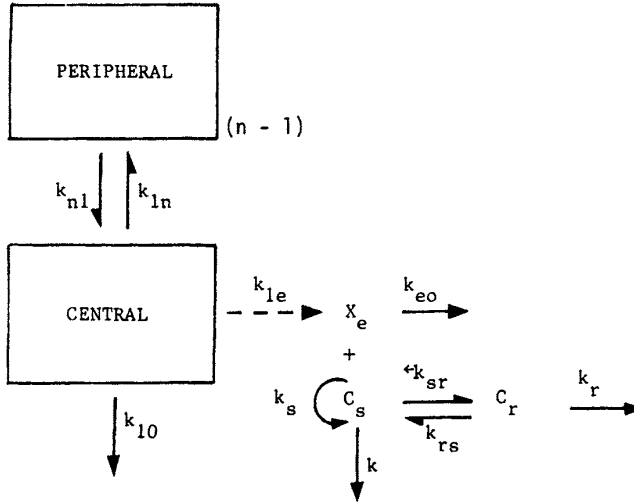 PERIPHERAL
(n - 1)
k_n1 k_1n
CENTRAL
k_1e
X_e
k_eo
+
k_s
C_s
←k_sr
k_rs
C_r
k_r
k_10
k